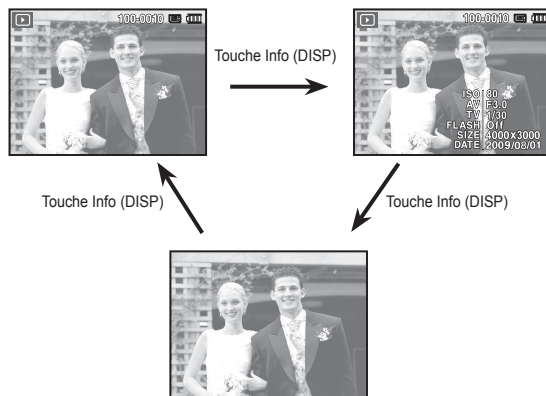 100-0010
Touche Info (DISP)
100-0010
ISO 80
AV F3.0
TV 1/30
FLASH Off
SIZE 4000x3000
DATE 2009/08/01
Touche Info (DISP)
Touche Info (DISP)